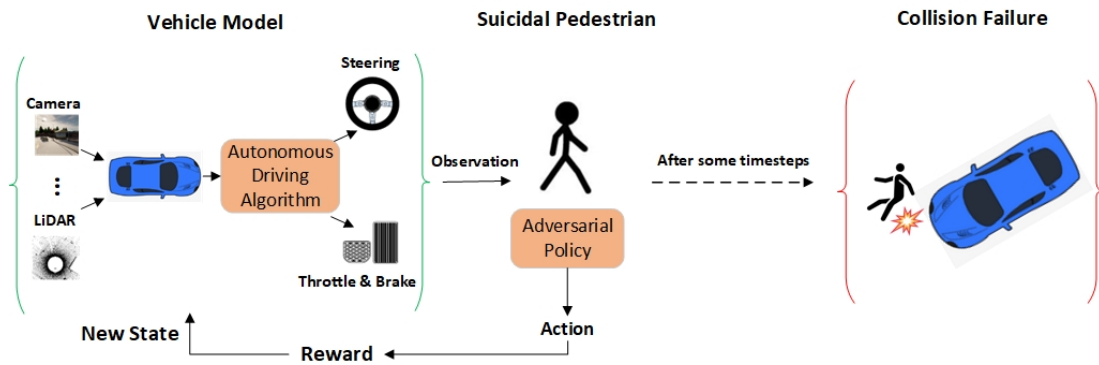 Vehicle Model
Suicidal Pedestrian
Collision Failure
Steering
Camera
Autonomous
Driving
Algorithm
Observation
After some timesteps
LiDAR
Adversarial
Policy
Throttle & Brake
New State
Action
Reward